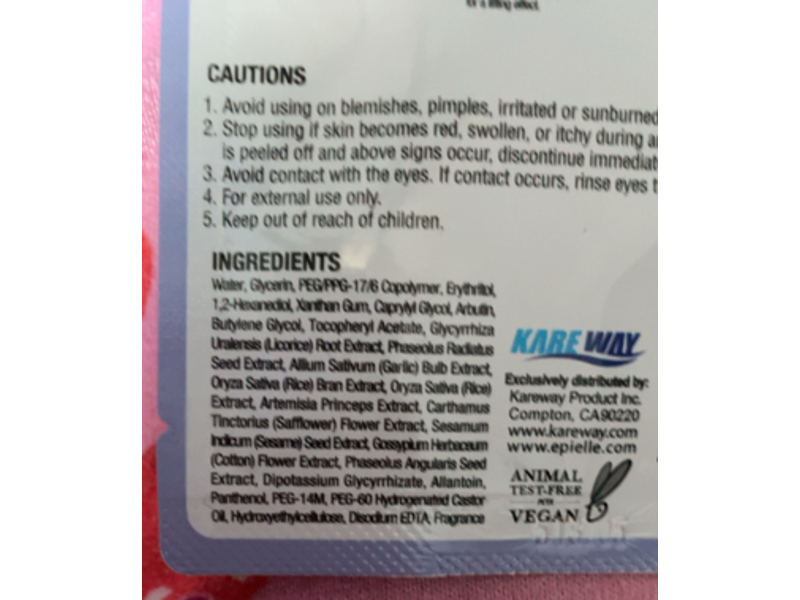 for a lifting effect.
CAUTIONS
1. Avoid using on blemishes, pimples, irritated or sunburned
2. Stop using if skin becomes red, swollen, or itchy during a
is peeled off and above signs occur, discontinue immediat
3. Avoid contact with the eyes. If contact occurs, rinse eyes t
4. For external use only.
5. Keep out of reach of children.
INGREDIENTS
Water, Glycerin, PEG/PPG-17/6 Copolymer, Erythritol,
1,2-Hexanediol, Xanthan Gum, Caprylyl Glycol, Arbutin,
Butylene Glycol, Tocopheryl Acetate, Glycyrrhiza
Uralensis (Licorice) Root Extract, Phaseolus Radiatus
Seed Extract, Allium Sativum (Garlic) Bulb Extract,
Oryza Sativa (Rice) Bran Extract, Oryza Sativa (Rice)
Extract, Artemisia Princeps Extract, Carthamus
Tinctorius (Safflower) Flower Extract, Sesamum
Indicum (Sesame) Seed Extract, Gossypium Herbaceum
(Cotton) Flower Extract, Phaseolus Angularis Seed
Extract, Dipotassium Glycyrrhizate, Allantoin,
Panthenol, PEG-14M, PEG-60 Hydrogenated Castor
Oil, Hydroxyethylcellulose, Disodium EDTA, Fragrance
KAREWAY
Exclusively distributed by:
Kareway Product Inc.
Compton, CA90220
www.kareway.com
www.epielle.com
ANIMAL
TEST-FREE
VEGAN